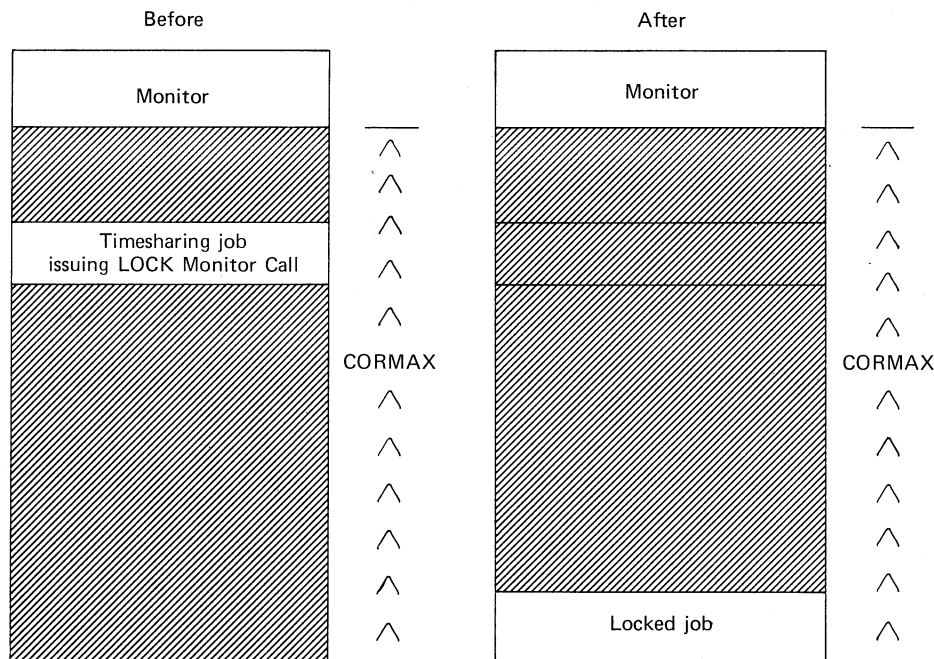 Before
After
Monitor
Monitor
Timesharing job
issuing LOCK Monitor Call
CORMAX
CORMAX
Locked job